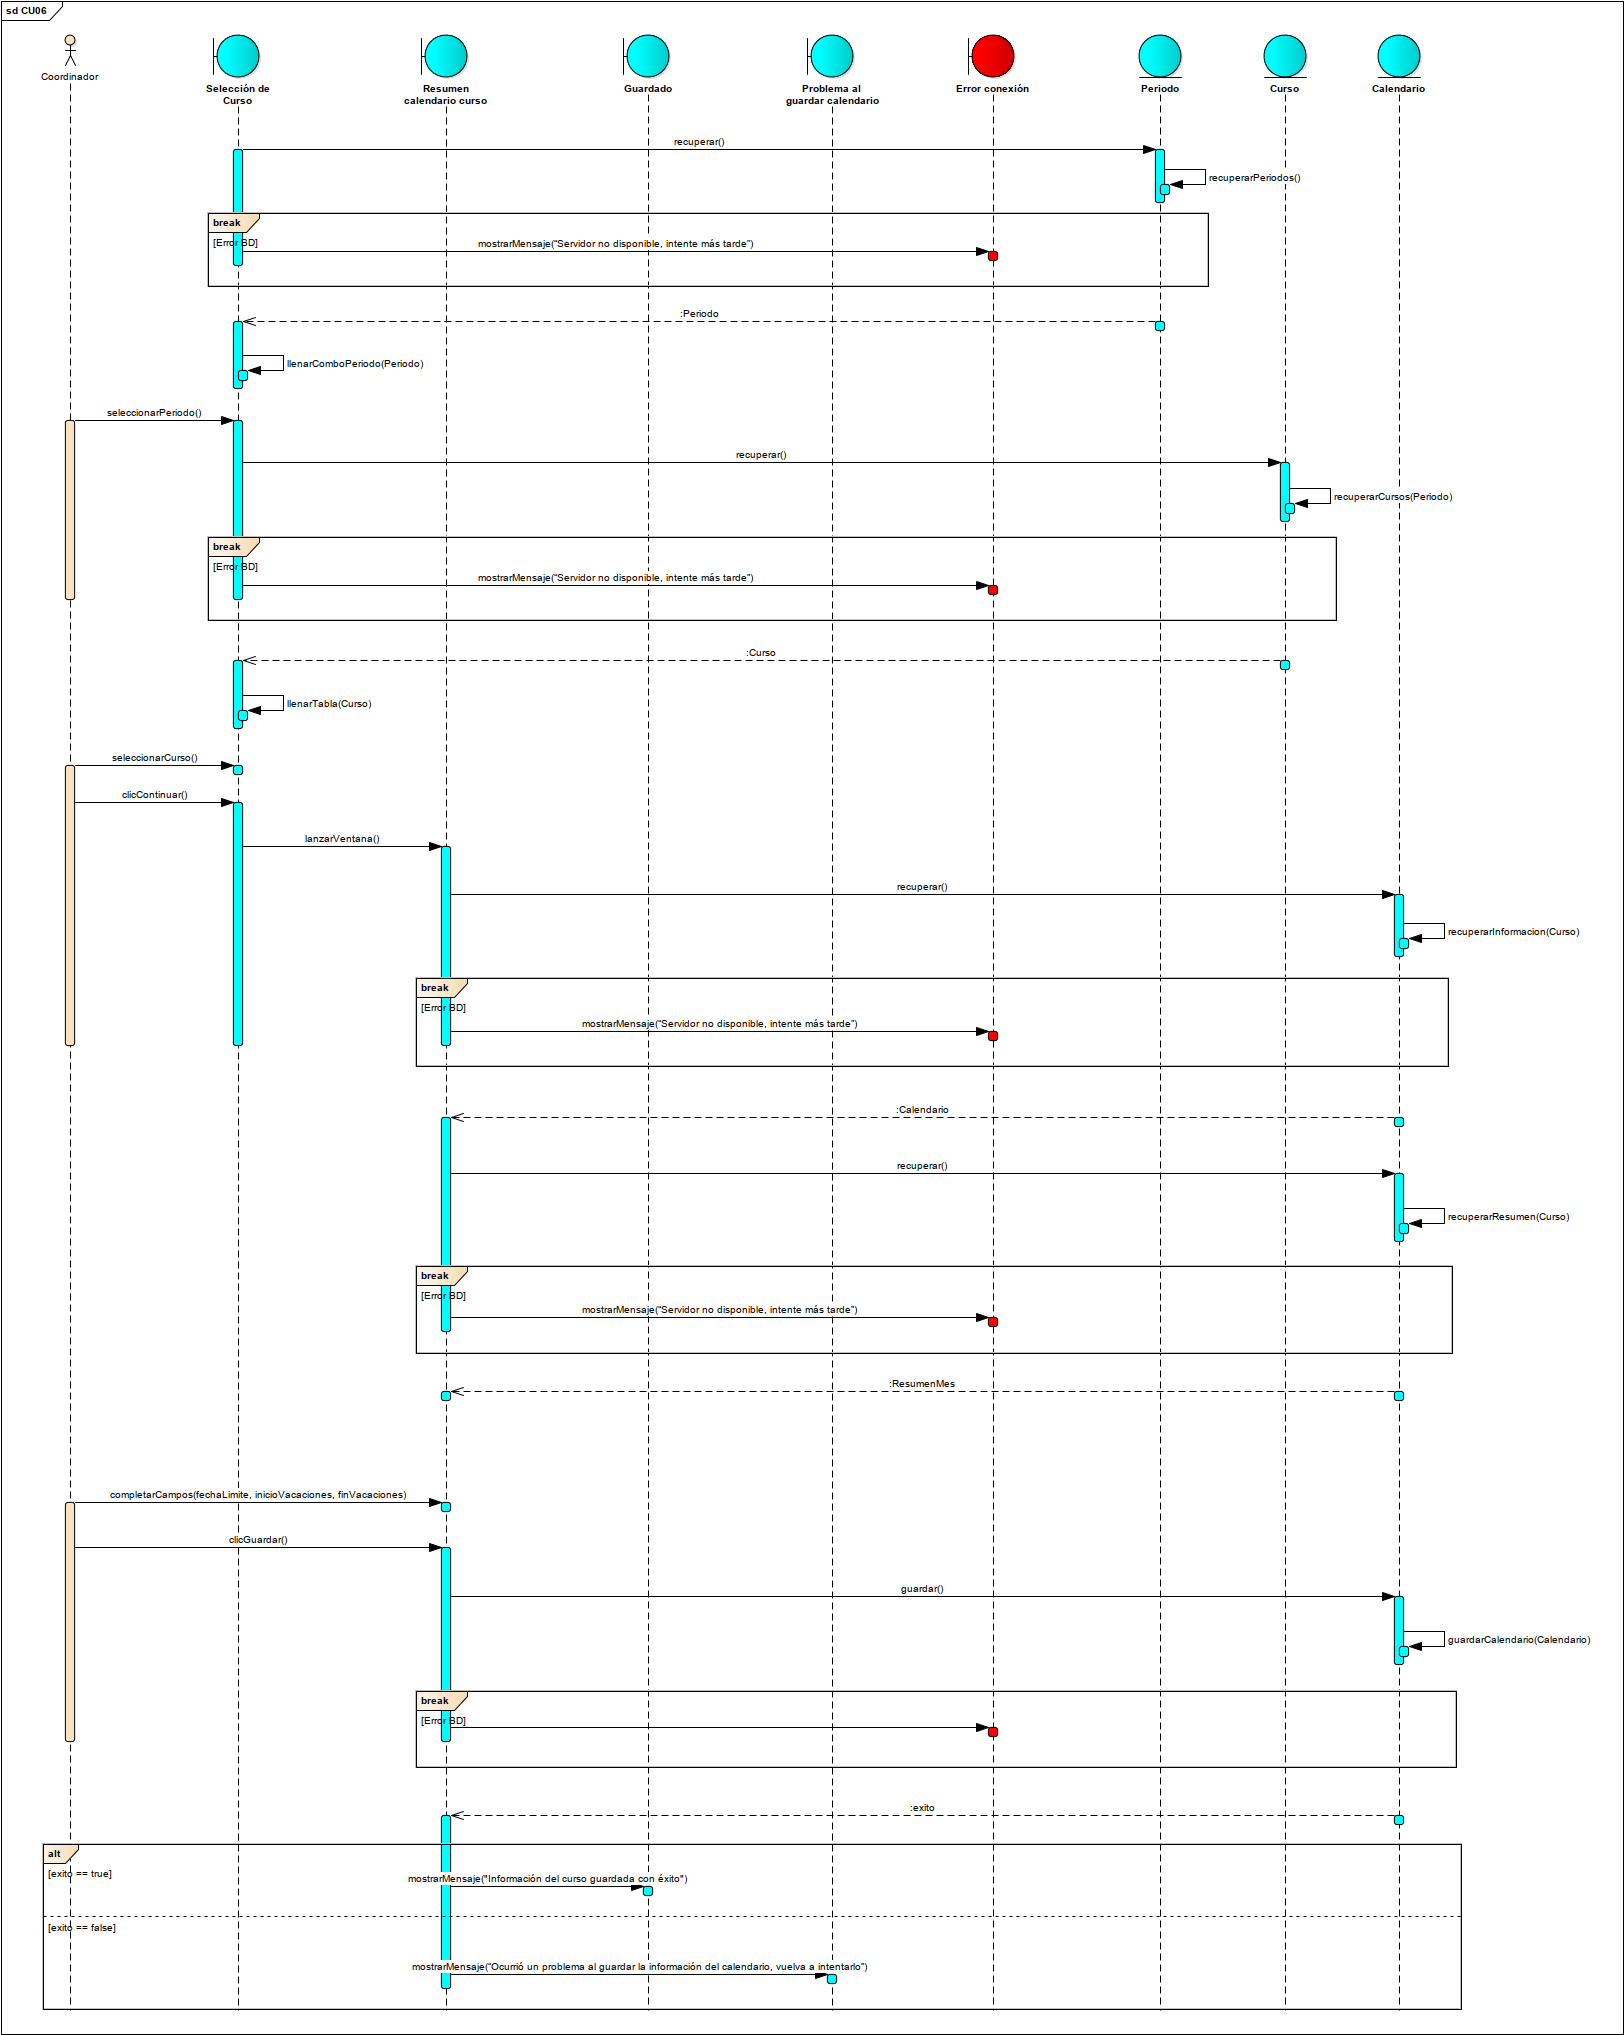 sd CU06
Coordinador
Selección de
Curso
Resumen
calendario curso
Guardado
Problema al
guardar calendario
Error conexión
Periodo
Curso
Calendario
recuperar()
recuperarPeriodos()
break
[Error BD]
mostrarMensaje("Servidor no disponible, intente más tarde")
:Periodo
llenarComboPeriodo(Periodo)
seleccionarPeriodo()
recuperar()
recuperarCursos(Periodo)
break
[Error BD]
mostrarMensaje("Servidor no disponible, intente más tarde")
:Curso
llenarTabla(Curso)
seleccionarCurso()
clicContinuar()
lanzarVentana()
recuperar()
recuperarInformacion(Curso)
break
[Error BD]
mostrarMensaje("Servidor no disponible, intente más tarde")
:Calendario
recuperar()
recuperarResumen(Curso)
break
[Error BD]
mostrarMensaje("Servidor no disponible, intente más tarde")
:ResumenMes
completarCampos(fechaLimite, inicioVacaciones, finVacaciones)
clicGuardar()
guardar()
guardarCalendario(Calendario)
break
[Error BD]
:exito
alt
[exito == true]
mostrarMensaje("Información del curso guardada con éxito")
[exito == false]
mostrarMensaje("Ocurrió un problema al guardar la información del calendario, vuelva a intentarlo")